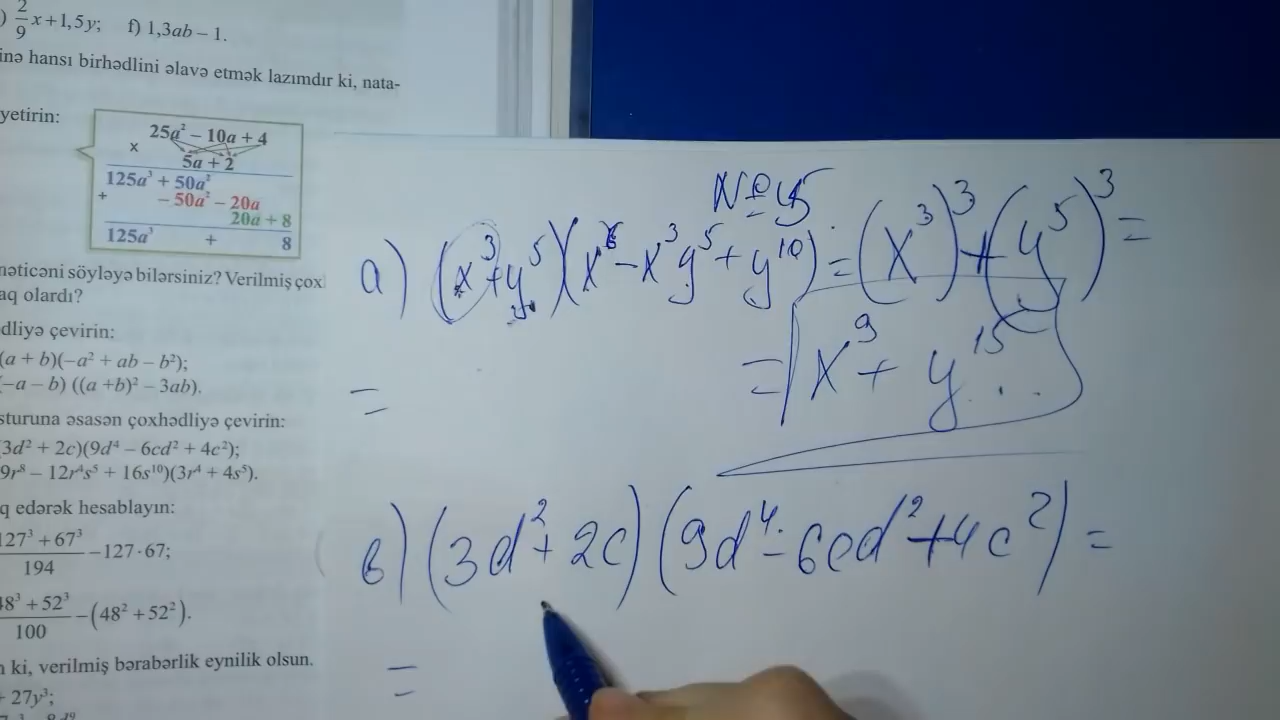 ) 2/9 x + 1,5y; f) 1,3ab – 1.
inə hansı birhədlini əlavə etmək lazımdır ki, nata-
yetirin:
25a² – 10a + 4
x
5a + 2
125a³ + 50a²
+ – 50a² – 20a
20a + 8
125a³ + 8
nəticəni söyləyə bilərsiniz? Verilmiş çox
aq olardı?
dliyə çevirin:
(a + b)(–a² + ab – b²);
–a – b) ((a +b)² – 3ab).
sturuna əsasən çoxhədliyə çevirin:
3d² + 2c)(9d⁴ – 6cd² + 4c²);
9r⁸ – 12r⁴s⁵ + 16s¹⁰)(3r⁴ + 4s⁵).
q edərək hesablayın:
(127³ + 67³)/194 – 127 · 67;
(48³ + 52³)/100 – (48² + 52²).
ki, verilmiş bərabərlik eynilik olsun.
+ 27y³;
№ 45
a) (x³+y⁵)(x⁶–x³y⁵+y¹⁰) = (x³)³+(y⁵)³ =
= x⁹ + y¹⁵
=
в) (3d²+2c)(9d⁴–6cd²+4c²) =
=